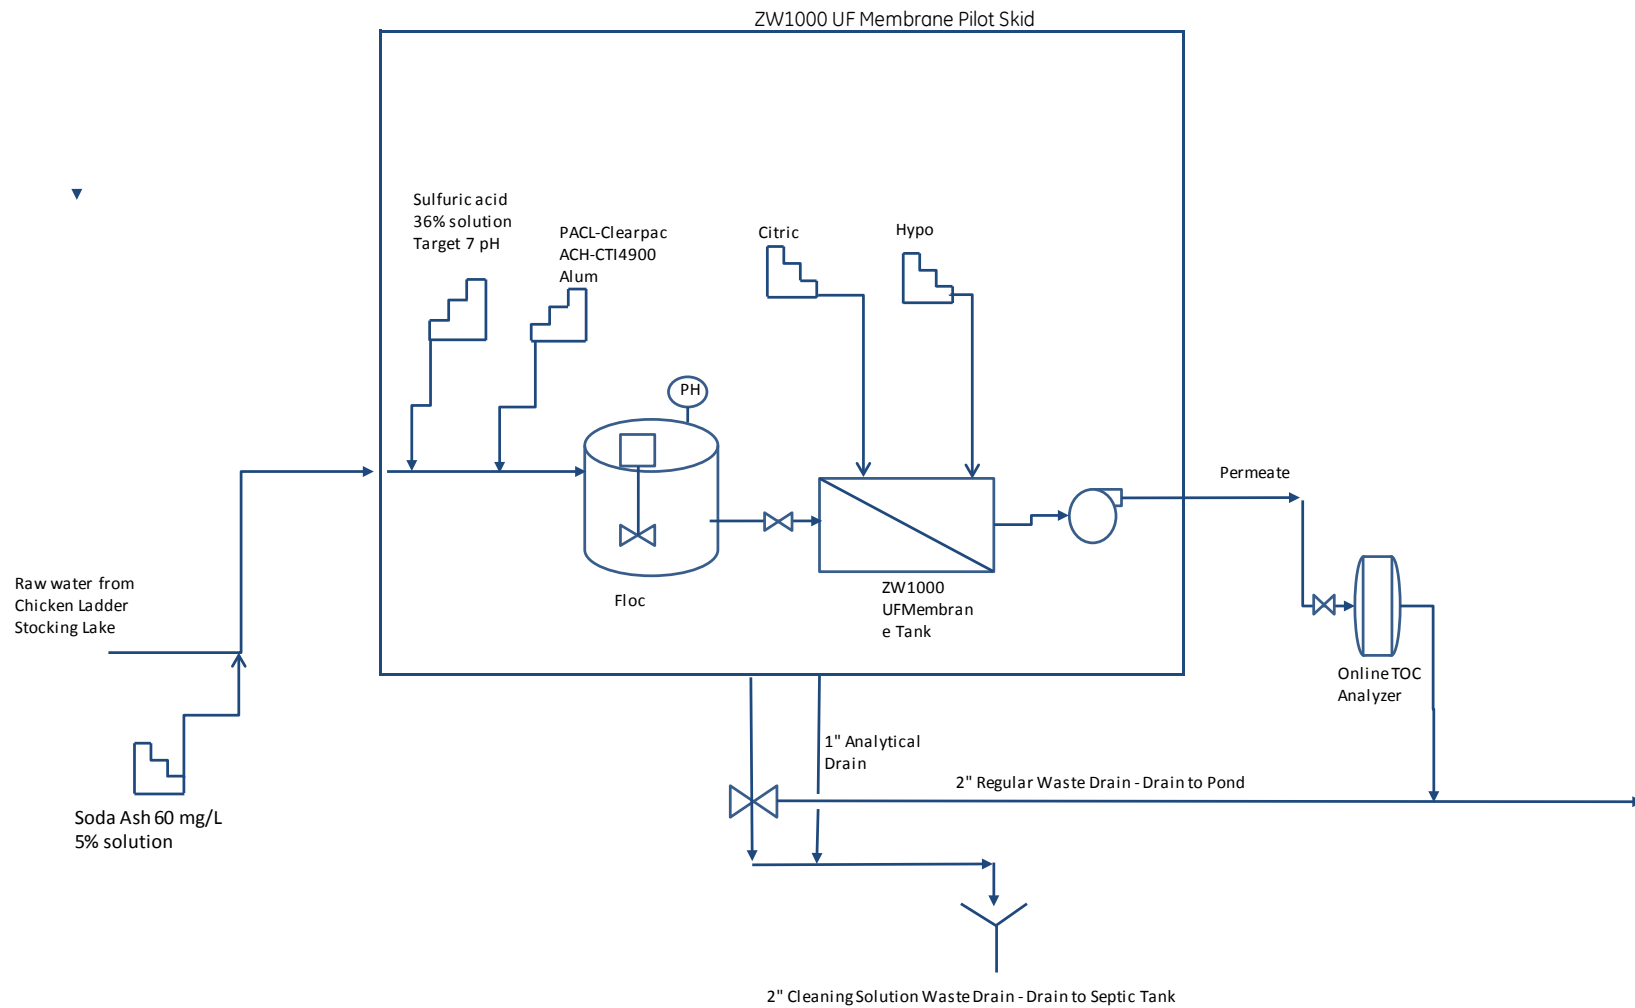 ZW1000 UF Membrane Pilot Skid
Sulfuric acid
36% solution
Target 7 pH
PACL-Clearpac
ACH-CTI4900
Alum
Citric
Hypo
PH
Permeate
Raw water from
Chicken Ladder
Stocking Lake
Floc
ZW1000
UFMembran
e Tank
Online TOC
Analyzer
1" Analytical
Drain
2" Regular Waste Drain - Drain to Pond
Soda Ash 60 mg/L
5% solution
2" Cleaning Solution Waste Drain - Drain to Septic Tank